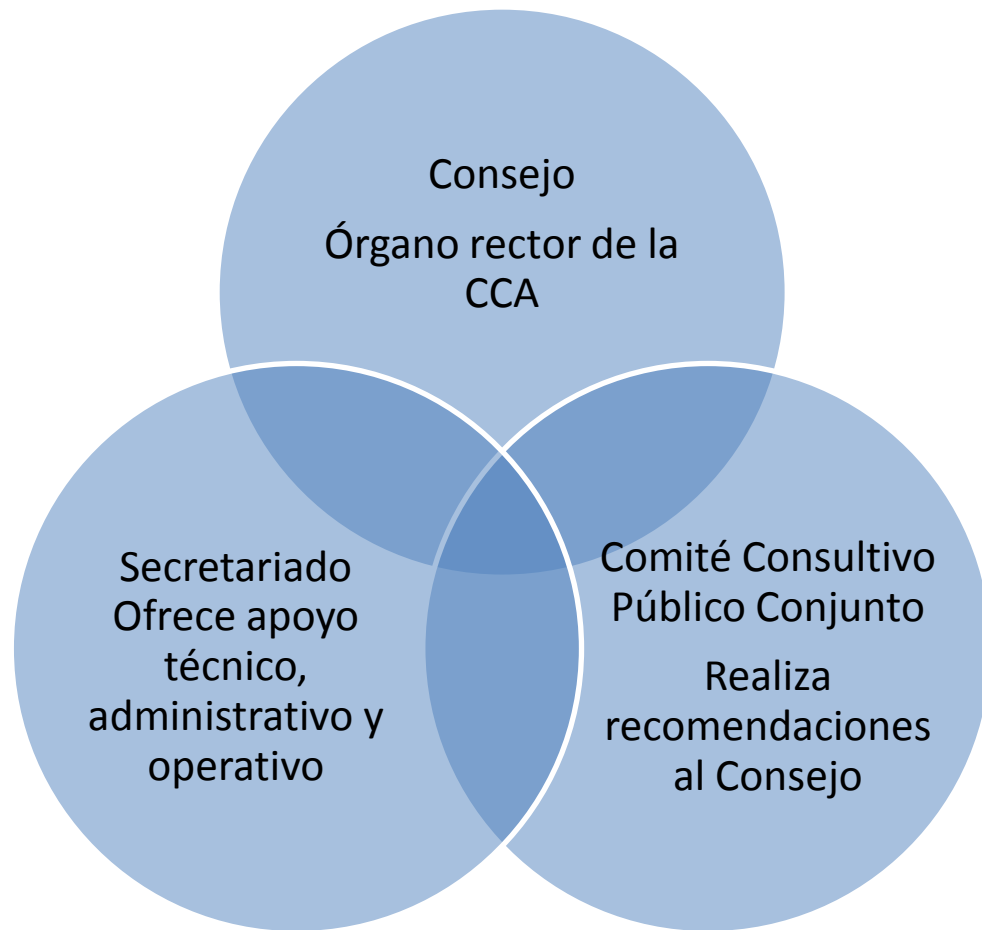 Consejo
Órgano rector de la
CCA
Secretariado
Ofrece apoyo
técnico,
administrativo y
operativo
Comité Consultivo
Público Conjunto
Realiza
recomendaciones
al Consejo